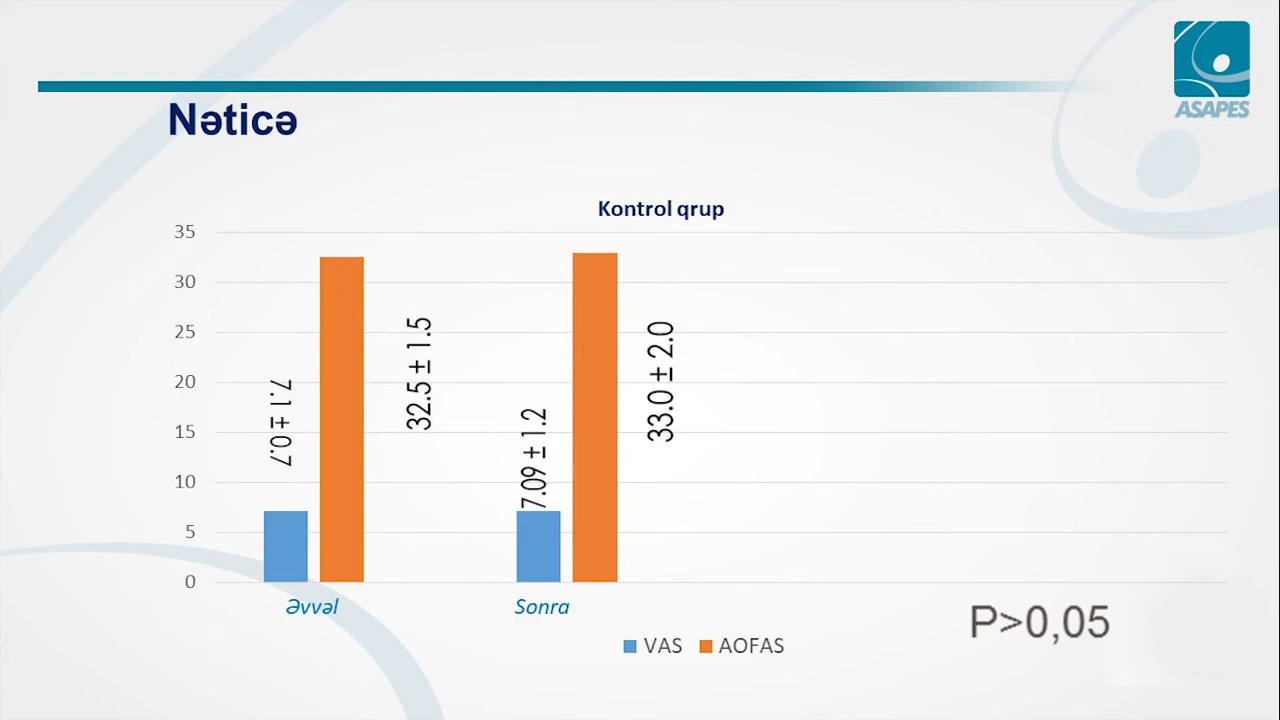 ASAPES
Nəticə
Kontrol qrup
35
30
25
20
15
10
5
0
7.1 ± 0.7
32.5 ± 1.5
7.09 ± 1.2
33.0 ± 2.0
Əvvəl
Sonra
VAS AOFAS
P>0,05